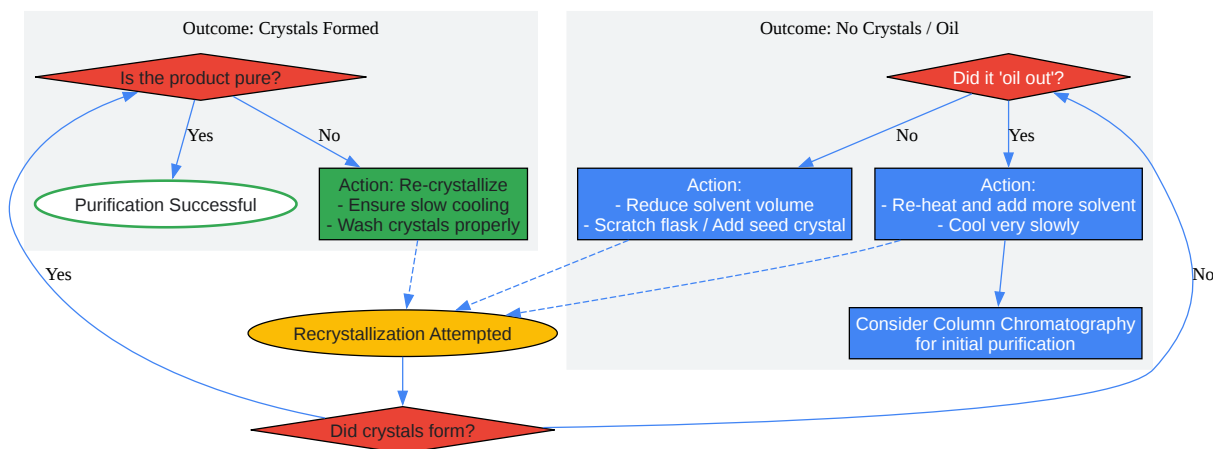 Outcome: Crystals Formed
Is the product pure?
Yes
No
Purification Successful
Action: Re-crystallize
- Ensure slow cooling
- Wash crystals properly
Outcome: No Crystals / Oil
Did it 'oil out'?
No
Yes
Action:
- Reduce solvent volume
- Scratch flask / Add seed crystal
Action:
- Re-heat and add more solvent
- Cool very slowly
Yes
No
Recrystallization Attempted
Consider Column Chromatography
for initial purification
Did crystals form?